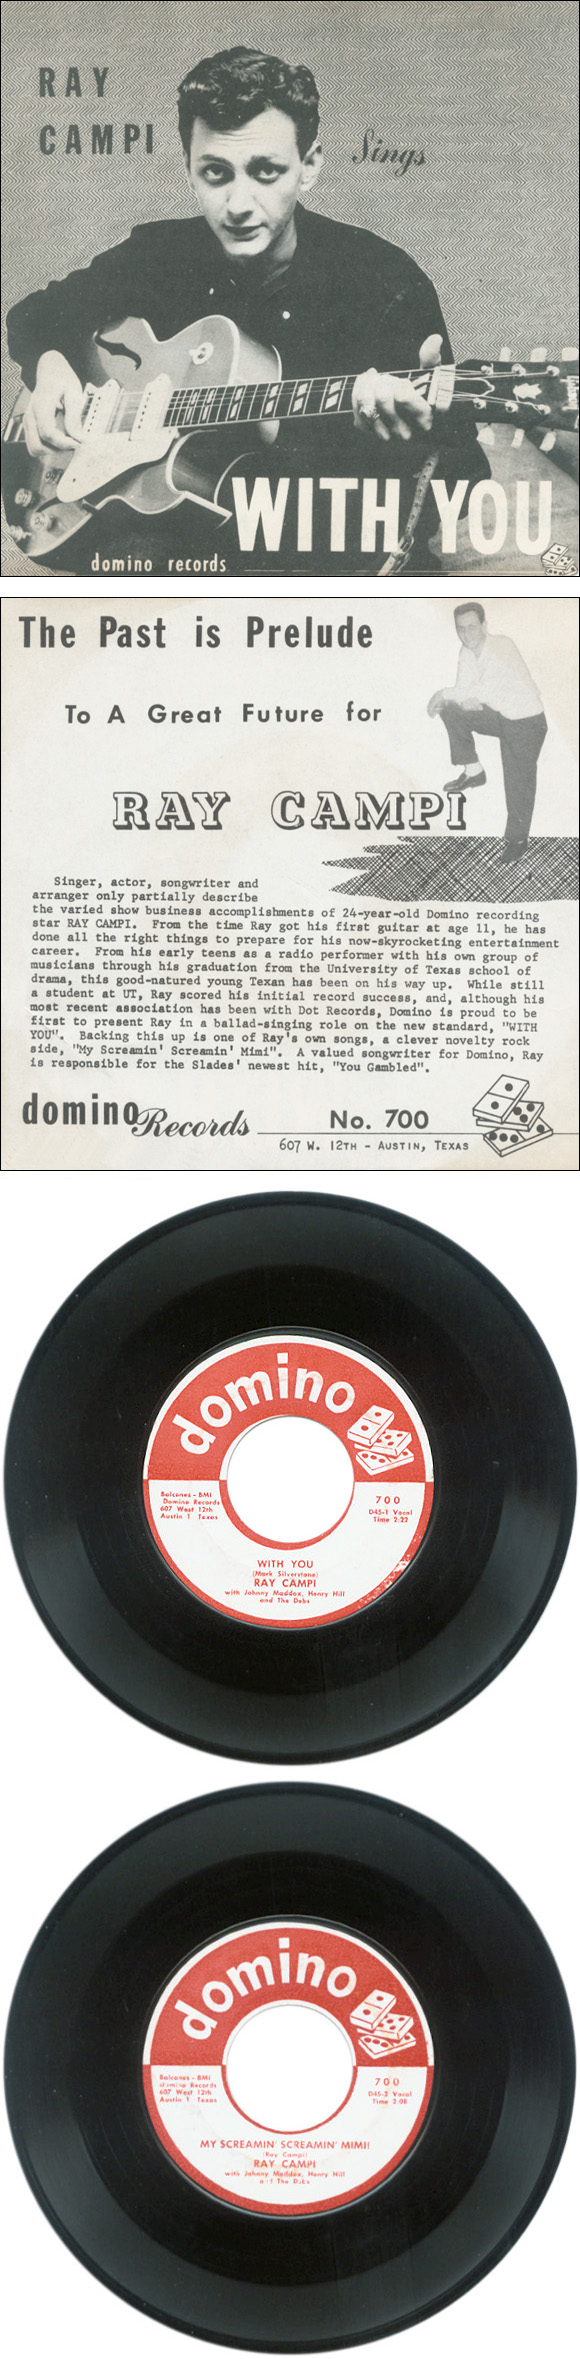 RAY
CAMPI
Sings
WITH YOU
domino records
The Past is Prelude
To A Great Future for
RAY CAMPI
Singer, actor, songwriter and
arranger only partially describe
the varied show business accomplishments of 24-year-old Domino recording
star RAY CAMPI. From the time Ray got his first guitar at age 11, he has
done all the right things to prepare for his now-skyrocketing entertainment
career. From his early teens as a radio performer with his own group of
musicians through his graduation from the University of Texas school of
drama, this good-natured young Texan has been on his way up. While still
a student at UT, Ray scored his initial record success, and, although his
most recent association has been with Dot Records, Domino is proud to be
first to present Ray in a ballad-singing role on the new standard, "WITH
YOU". Backing this up is one of Ray's own songs, a clever novelty rock
side, "My Screamin' Screamin' Mimi". A valued songwriter for Domino, Ray
is responsible for the Slades' newest hit, "You Gambled".
domino Records No. 700
607 W. 12TH - AUSTIN, TEXAS
domino
Balcones - BMI
Domino Records
607 West 12th
Austin 1 Texas
700
D45-1 Vocal
Time 2:22
WITH YOU
(Mark Silverstone)
RAY CAMPI
with Johnny Maddox, Henry Hill
and The Debs
domino
Balcones - BMI
domino Records
607 West 12th
Austin 1 Texas
700
D45-2 Vocal
Time 2:08
MY SCREAMIN' SCREAMIN' MIMI!
(Ray Campi)
RAY CAMPI
with Johnny Maddox, Henry Hill
The Debs